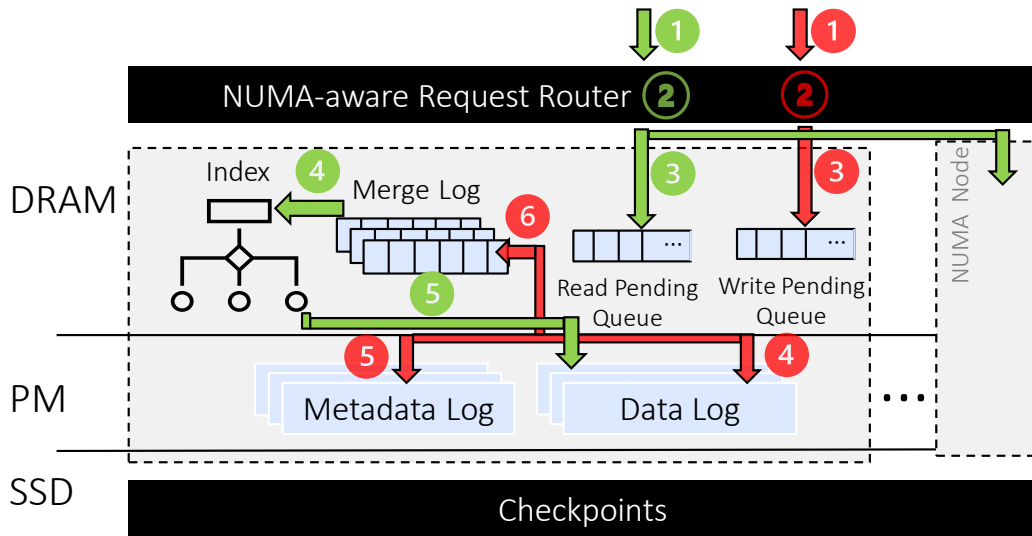 1 1
NUMA-aware Request Router 2 2
DRAM
Index
4
Merge Log
6
3
3
NUMA Node
...
...
5
Read Pending
Queue
Write Pending
Queue
5
4
PM
Metadata Log
Data Log
...
SSD
Checkpoints